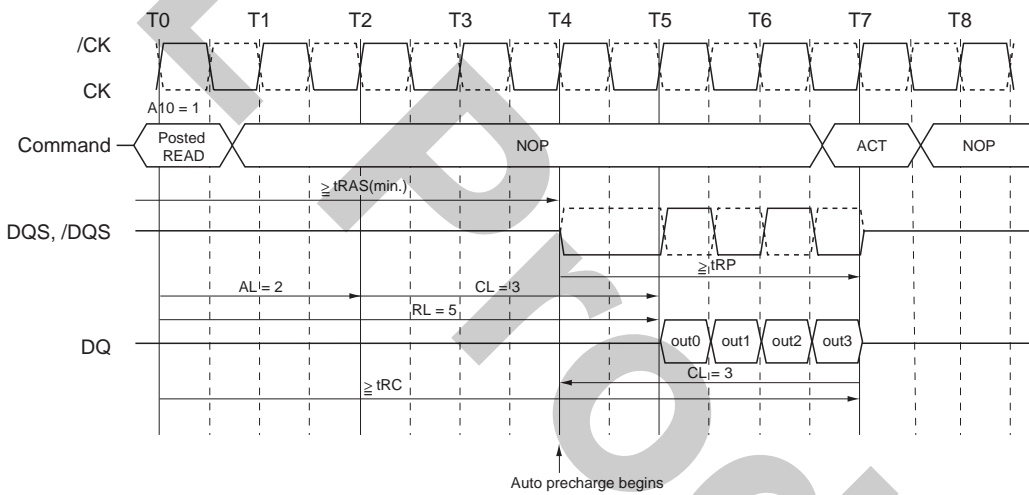 T0 T1 T2 T3 T4 T5 T6 T7 T8
/CK
CK
A10 = 1
Command
Posted
READ
NOP
ACT
NOP
≧ tRAS(min.)
DQS, /DQS
≧ tRP
AL = 2
CL = 3
RL = 5
DQ
out0 out1 out2 out3
CL = 3
≧ tRC
Auto precharge begins